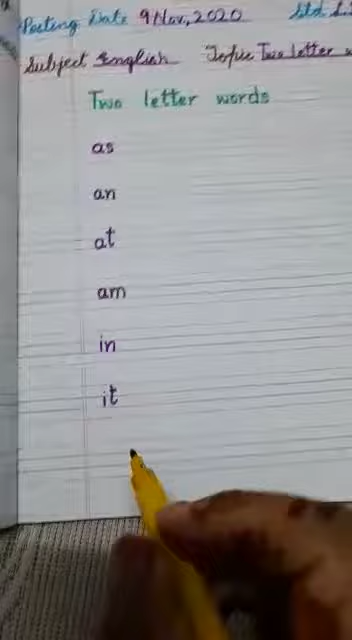 Posting Date 9 Nov, 2020 Std
Subject English Topic Two letter
Two letter words
as
an
at
am
in
it